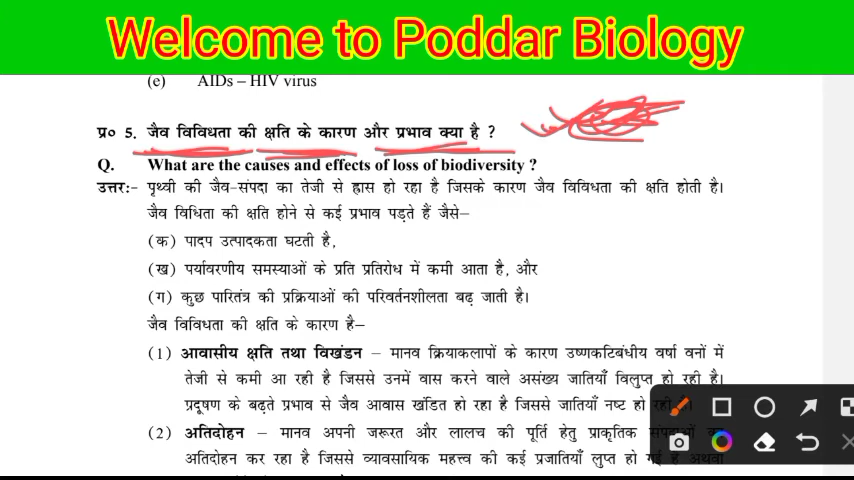 Welcome to Poddar Biology
(e) AIDs – HIV virus
प्र० 5. जैव विविधता की क्षति के कारण और प्रभाव क्या है ?
Q. What are the causes and effects of loss of biodiversity ?
उत्तरः- पृथ्वी की जैव-संपदा का तेजी से ह्रास हो रहा है जिसके कारण जैव विविधता की क्षति होती है।
जैव विधिता की क्षति होने से कई प्रभाव पड़ते हैं जैसे–
(क) पादप उत्पादकता घटती है,
(ख) पर्यावरणीय समस्याओं के प्रति प्रतिरोध में कमी आता है, और
(ग) कुछ पारितंत्र की प्रक्रियाओं की परिवर्तनशीलता बढ़ जाती है।
जैव विविधता की क्षति के कारण है–
(1) आवासीय क्षति तथा विखंडन – मानव क्रियाकलापों के कारण उष्णकटिबंधीय वर्षा वनों में
तेजी से कमी आ रही है जिससे उनमें वास करने वाले असंख्य जातियाँ विलुप्त हो रही है।
प्रदूषण के बढ़ते प्रभाव से जैव आवास खंडित हो रहा है जिससे जातियाँ नष्ट हो रही
(2) अतिदोहन – मानव अपनी जरूरत और लालच की पूर्ति हेतु प्राकृतिक
अतिदोहन कर रहा है जिससे व्यावसायिक महत्त्व की कई प्रजातियाँ लुप्त हो गई है अथवा